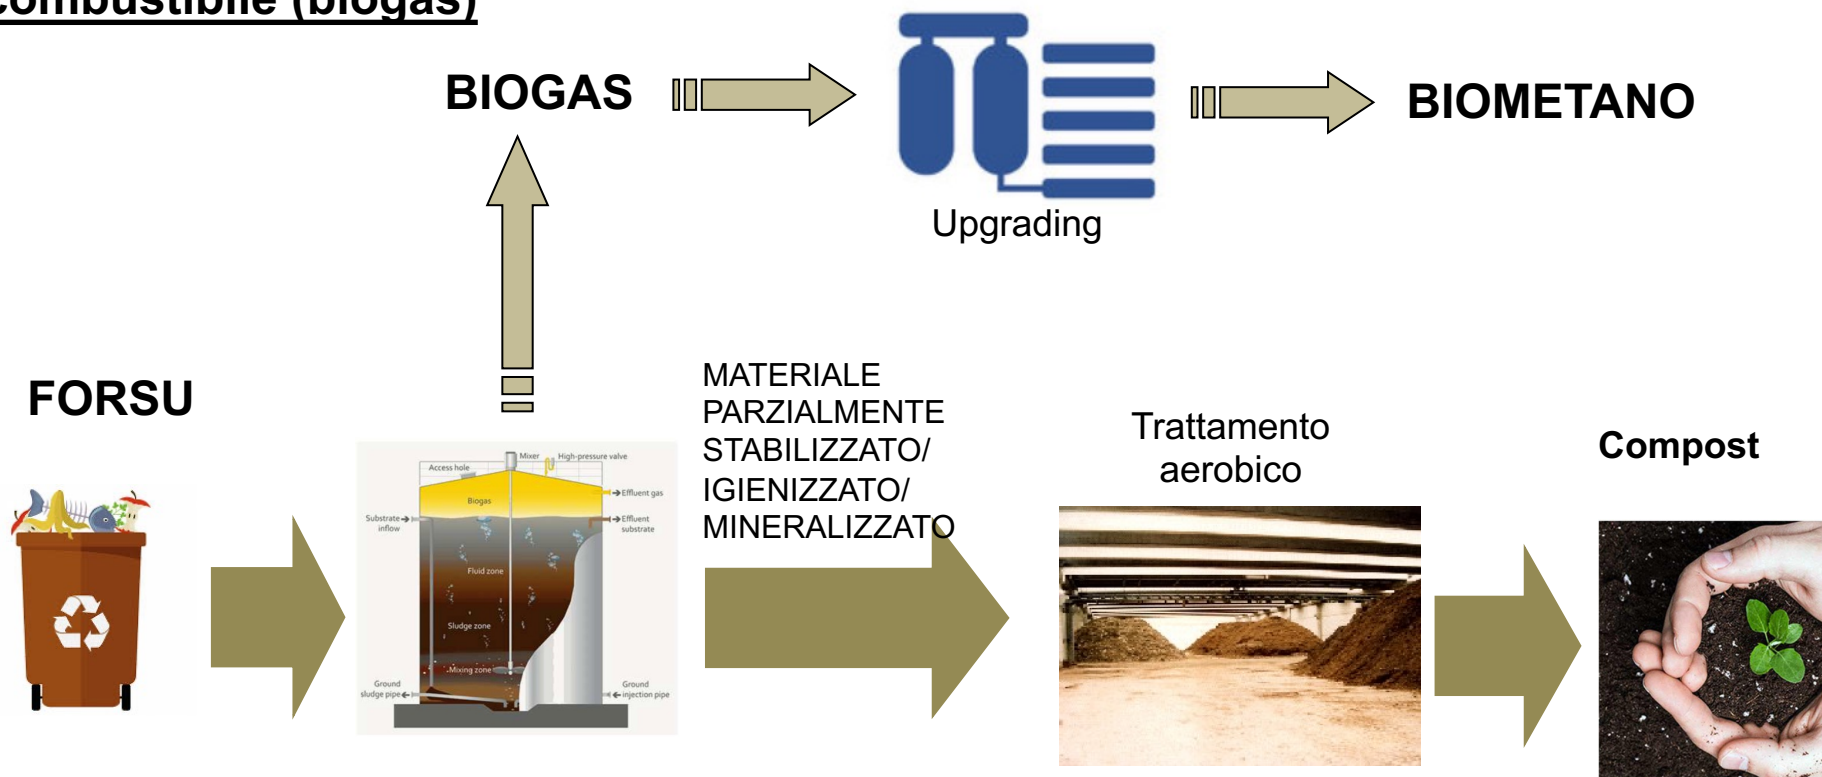 combustibile (biogas)
BIOGAS
BIOMETANO
Upgrading
FORSU
MATERIALE
PARZIALMENTE
STABILIZZATO/
IGIENIZZATO/
MINERALIZZATO
Trattamento
aerobico
Compost
Mixer
High-pressure valve
Access hole
Biogas
Effluent gas
Substrate
inflow
Effluent
substrate
Fluid zone
Sludge zone
Mixing zone
Ground
sludge pipe
Ground
injection pipe